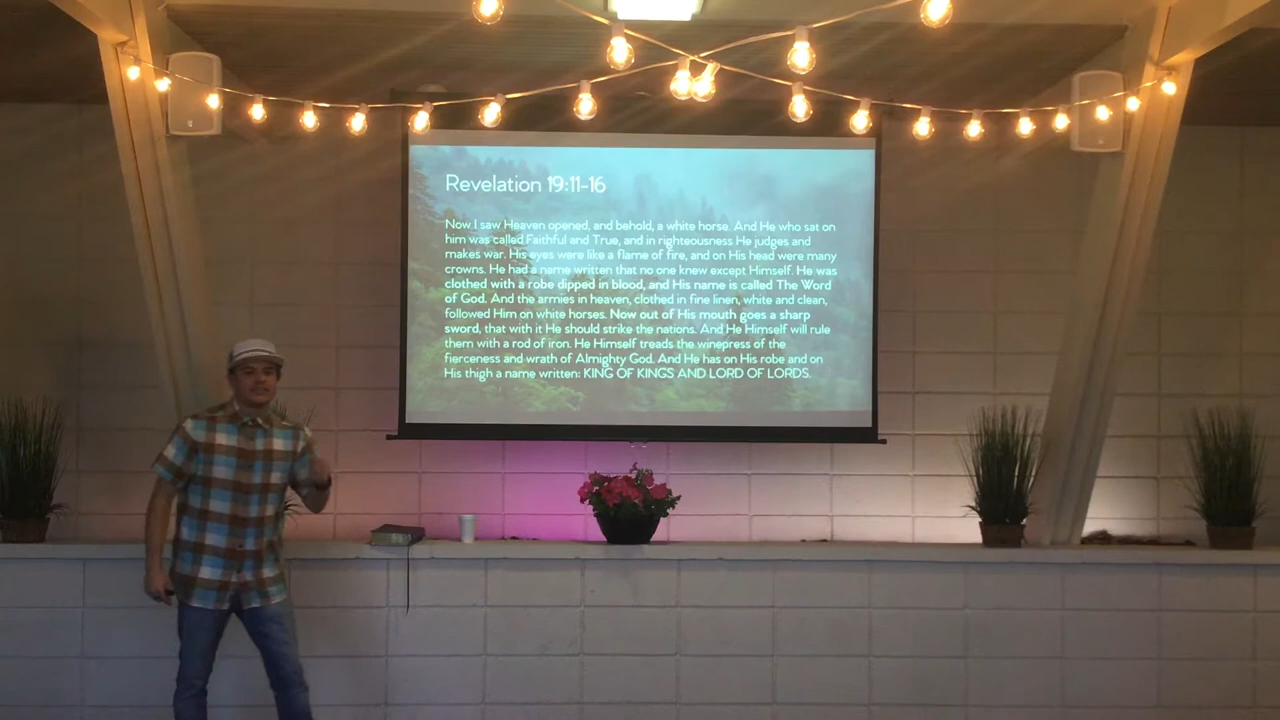 Revelation 19:11-16
Now I saw Heaven opened, and behold, a white horse. And He who sat on
him was called Faithful and True, and in righteousness He judges and
makes war. His eyes were like a flame of fire, and on His head were many
crowns. He had a name written that no one knew except Himself. He was
clothed with a robe dipped in blood, and His name is called The Word
of God. And the armies in heaven, clothed in fine linen, white and clean,
followed Him on white horses. Now out of His mouth goes a sharp
sword, that with it He should strike the nations. And He Himself will rule
them with a rod of iron. He Himself treads the winepress of the
fierceness and wrath of Almighty God. And He has on His robe and on
His thigh a name written: KING OF KINGS AND LORD OF LORDS.